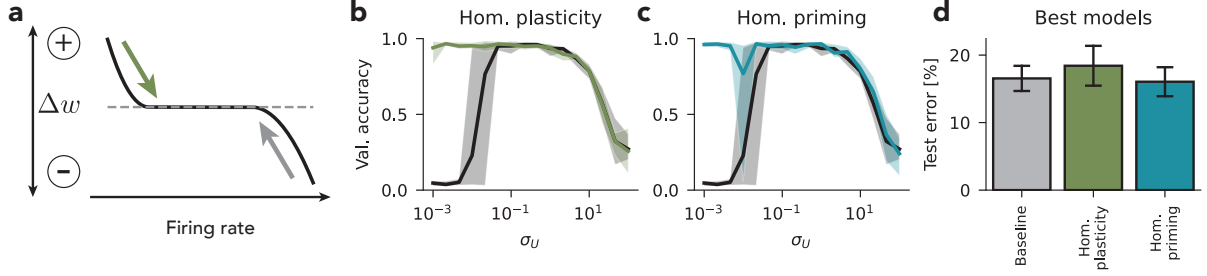 a
+
Δw
−
Firing rate
b
Hom. plasticity
Val. accuracy
1.0
0.5
0.0
10⁻³
10⁻¹
10¹
σ_U
c
Hom. priming
1.0
0.5
0.0
10⁻³
10⁻¹
10¹
σ_U
d
Best models
Test error [%]
20
10
0
Baseline
Hom.
plasticity
Hom.
priming